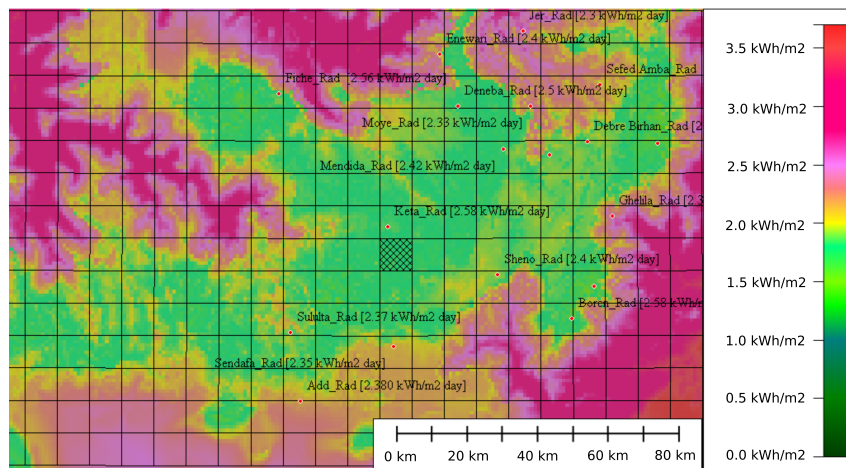 Jer_Rad [2.3 kWh/m2 day]
Enewari_Rad [2.4 kWh/m2 day]
Sefed Amba_Rad
Fiche_Rad [2.56 kWh/m2 day]
Deneba_Rad [2.5 kWh/m2 day]
Moye_Rad [2.33 kWh/m2 day]
Debre Birhan_Rad [2
Mendida_Rad [2.42 kWh/m2 day]
Ghelila_Rad [2.3
Keta_Rad [2.58 kWh/m2 day]
Sheno_Rad [2.4 kWh/m2 day]
Boren_Rad [2.58 kWh/m
Sululta_Rad [2.37 kWh/m2 day]
Sendafa_Rad [2.35 kWh/m2 day]
Add_Rad [2.380 kWh/m2 day]
0 km 20 km 40 km 60 km 80 km
3.5 kWh/m2
3.0 kWh/m2
2.5 kWh/m2
2.0 kWh/m2
1.5 kWh/m2
1.0 kWh/m2
0.5 kWh/m2
0.0 kWh/m2